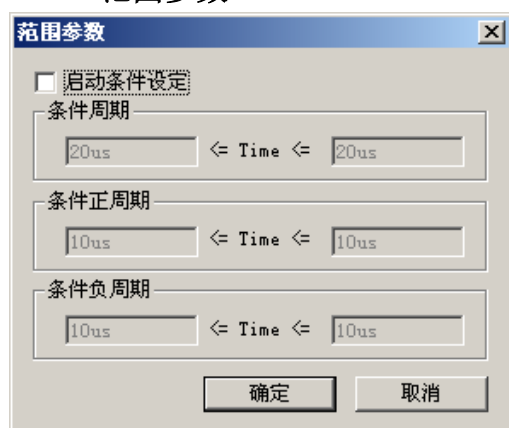 范围参数
启动条件设定
条件周期
20us <= Time <= 20us
条件正周期
10us <= Time <= 10us
条件负周期
10us <= Time <= 10us
确定 取消